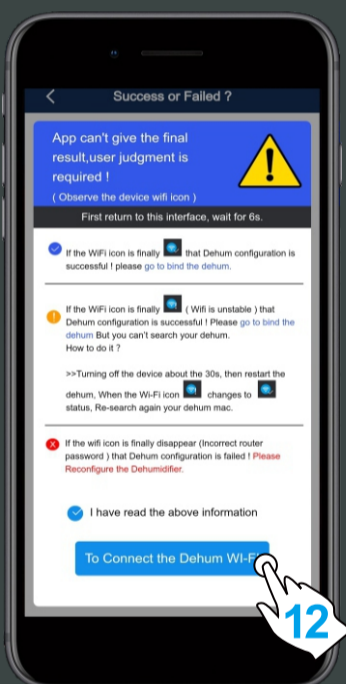 Success or Failed ?
App can't give the final
result,user judgment is
required !
( Observe the device wifi icon )
First return to this interface, wait for 6s.
If the WiFi icon is finally that Dehum configuration is
successful ! please go to bind the dehum.
If the WiFi icon is finally ( Wifi is unstable ) that
Dehum configuration is successful ! Please go to bind the
dehum But you can't search your dehum.
How to do it ?
>>Turning off the device about the 30s, then restart the
dehum, When the Wi-Fi icon changes to
status, Re-search again your dehum mac.
If the wifi icon is finally disappear (Incorrect router
password ) that Dehum configuration is failed ! Please
Reconfigure the Dehumidifier.
I have read the above information
To Connect the Dehum WI-F
12